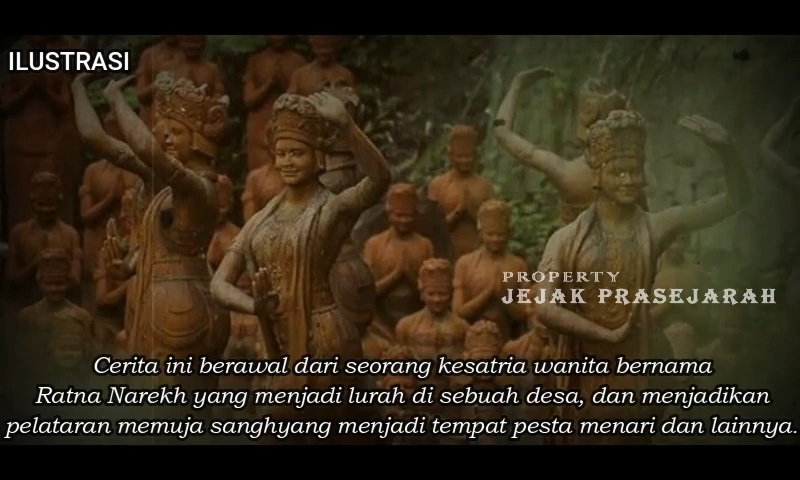 ILUSTRASI
PROPERTY
JEJAK PRASEJARAH
Cerita ini berawal dari seorang kesatria wanita bernama
Ratna Narekh yang menjadi lurah di sebuah desa, dan menjadikan
pelataran memuja sanghyang menjadi tempat pesta menari dan lainnya.